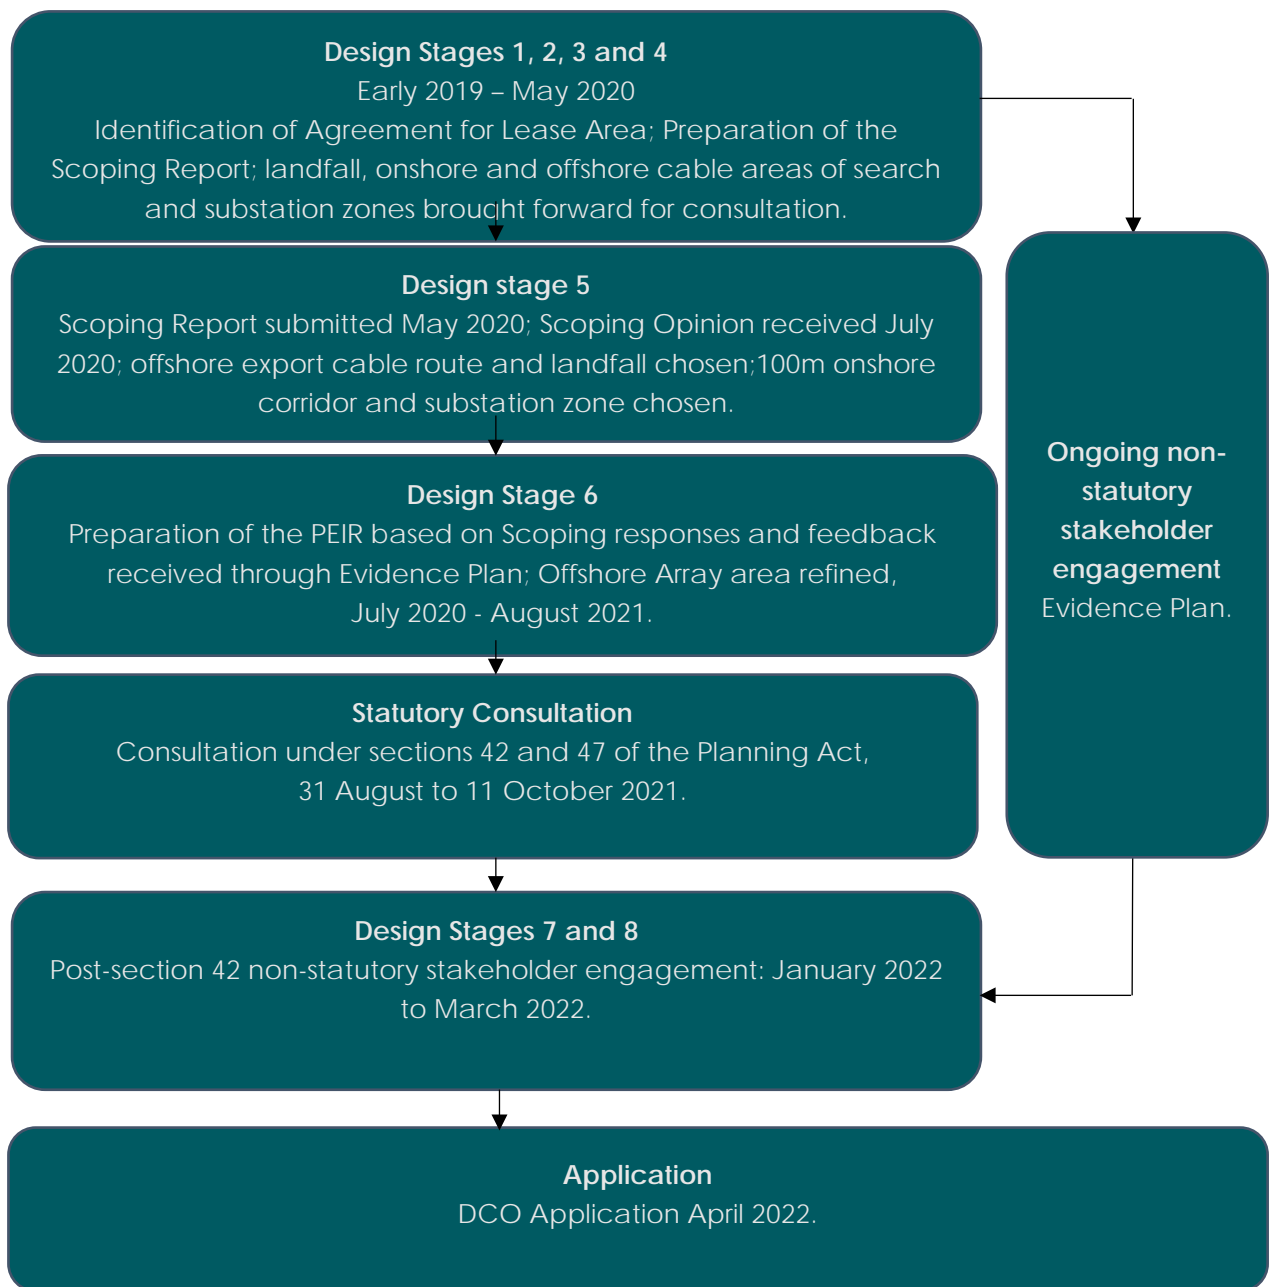 Design Stages 1, 2, 3 and 4
Early 2019 – May 2020
Identification of Agreement for Lease Area; Preparation of the
Scoping Report; landfall, onshore and offshore cable areas of search
and substation zones brought forward for consultation.
Design stage 5
Scoping Report submitted May 2020; Scoping Opinion received July
2020; offshore export cable route and landfall chosen;100m onshore
corridor and substation zone chosen.
Design Stage 6
Preparation of the PEIR based on Scoping responses and feedback
received through Evidence Plan; Offshore Array area refined,
July 2020 - August 2021.
Statutory Consultation
Consultation under sections 42 and 47 of the Planning Act,
31 August to 11 October 2021.
Design Stages 7 and 8
Post-section 42 non-statutory stakeholder engagement: January 2022
to March 2022.
Ongoing non-
statutory
stakeholder
engagement
Evidence Plan.
Application
DCO Application April 2022.